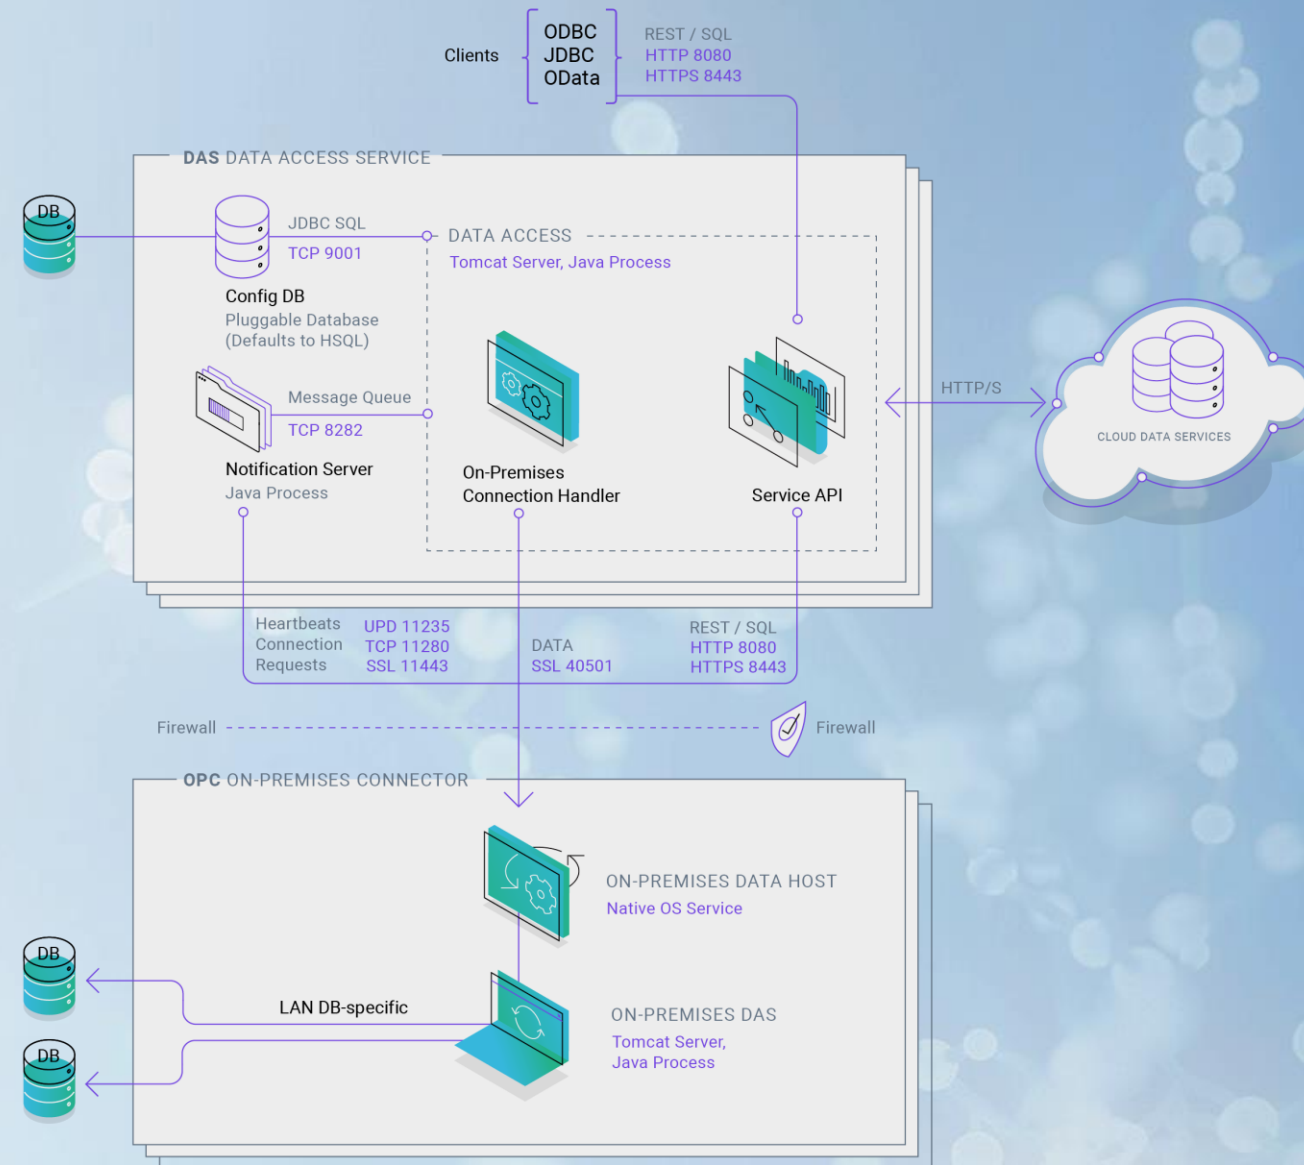 Clients
ODBC
JDBC
OData
REST / SQL
HTTP 8080
HTTPS 8443
DAS DATA ACCESS SERVICE
DB
JDBC SQL
TCP 9001
Config DB
Pluggable Database
(Defaults to HSQL)
DATA ACCESS
Tomcat Server, Java Process
Message Queue
TCP 8282
Notification Server
Java Process
On-Premises
Connection Handler
Service API
HTTP/S
CLOUD DATA SERVICES
Heartbeats UPD 11235
Connection TCP 11280
Requests SSL 11443
DATA
SSL 40501
REST / SQL
HTTP 8080
HTTPS 8443
Firewall
Firewall
OPC ON-PREMISES CONNECTOR
ON-PREMISES DATA HOST
Native OS Service
DB
LAN DB-specific
ON-PREMISES DAS
Tomcat Server,
Java Process
DB